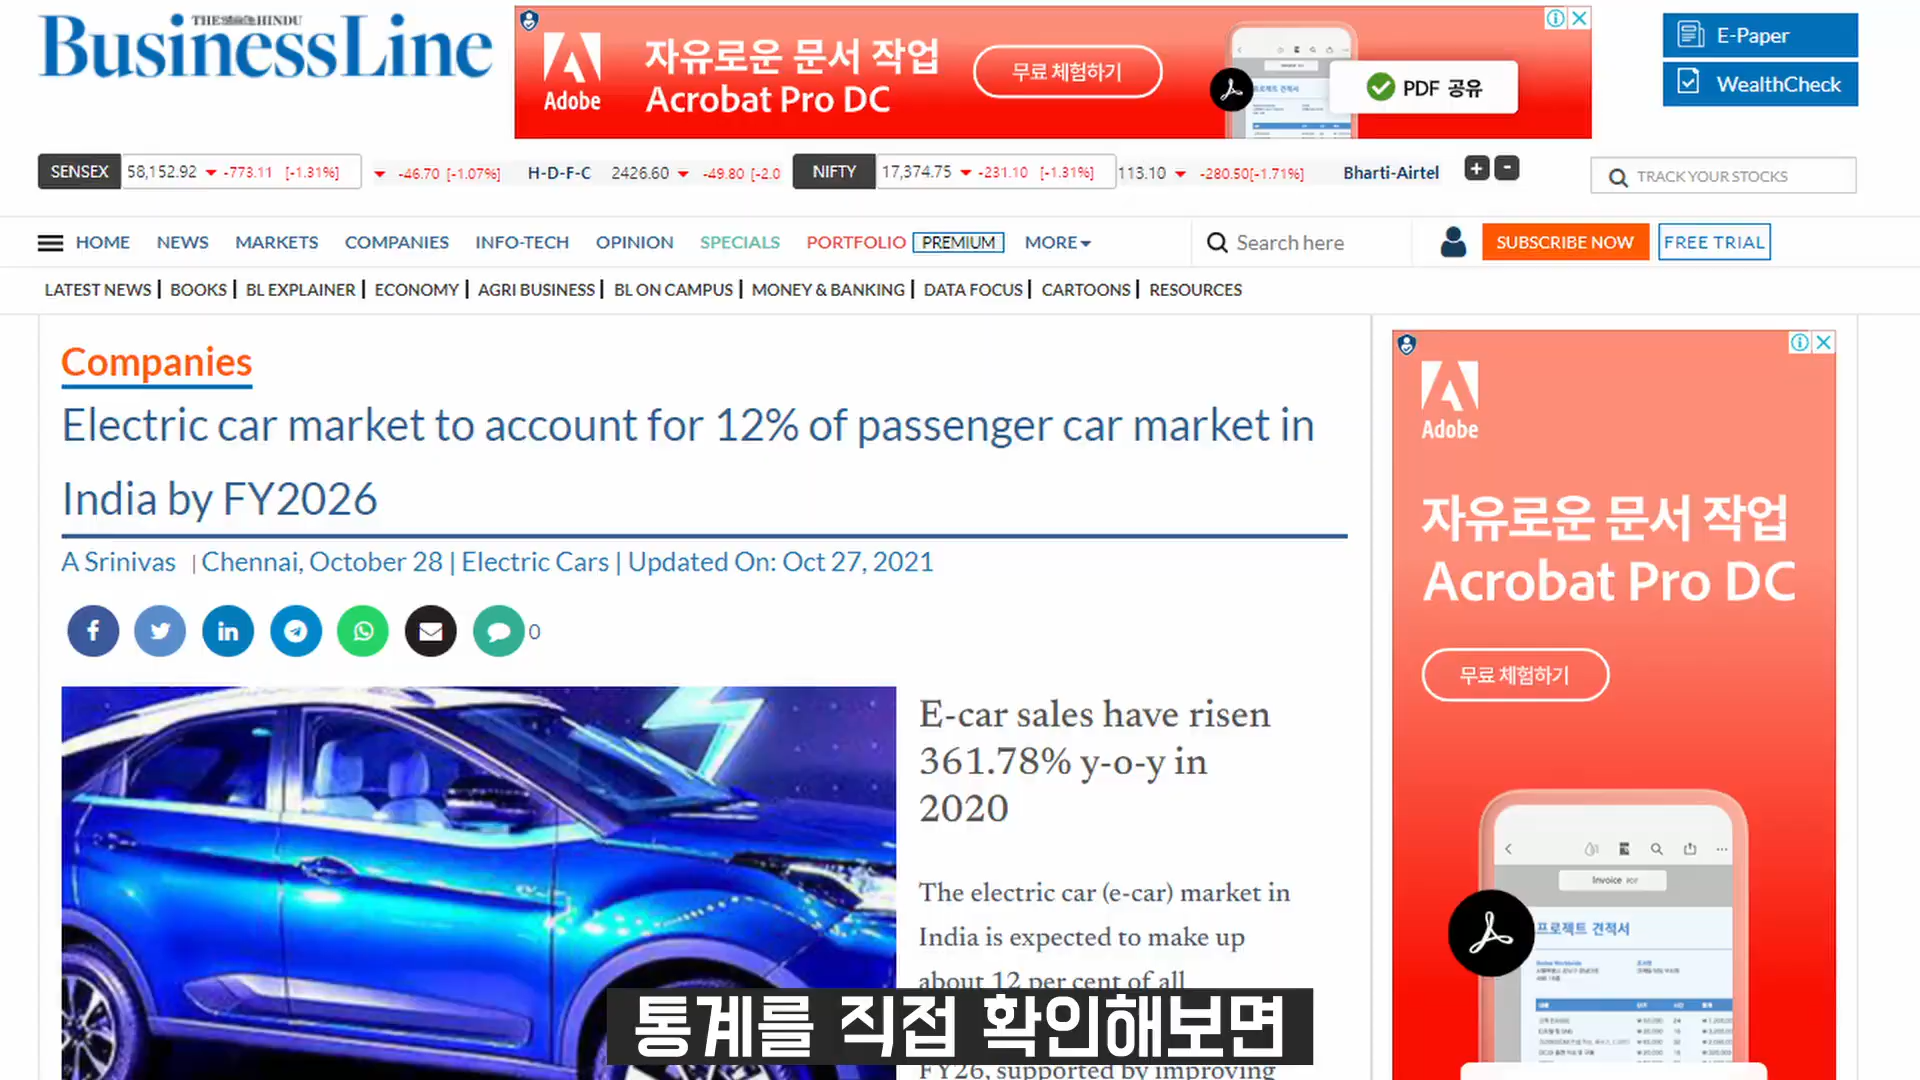 THE HINDU
BusinessLine
Adobe
자유로운 문서 작업
Acrobat Pro DC
무료 체험하기
PDF 공유
E-Paper
WealthCheck
SENSEX 58,152.92 -773.11 [-1.31%]
-46.70 [-1.07%] H-D-F-C 2426.60 -49.80 [-2.0
NIFTY 17,374.75 -231.10 [-1.31%]
113.10 -280.50[-1.71%] Bharti-Airtel
+ -
TRACK YOUR STOCKS
HOME NEWS MARKETS COMPANIES INFO-TECH OPINION SPECIALS PORTFOLIO PREMIUM MORE
Search here
SUBSCRIBE NOW
FREE TRIAL
LATEST NEWS | BOOKS | BL EXPLAINER | ECONOMY | AGRI BUSINESS | BL ON CAMPUS | MONEY & BANKING | DATA FOCUS | CARTOONS | RESOURCES
Companies
Electric car market to account for 12% of passenger car market in
India by FY2026
A Srinivas | Chennai, October 28 | Electric Cars | Updated On: Oct 27, 2021
0
E-car sales have risen
361.78% y-o-y in
2020
The electric car (e-car) market in
India is expected to make up
about 12 per cent of all
FY26, supported by improving
통계를 직접 확인해보면
Adobe
자유로운 문서 작업
Acrobat Pro DC
무료 체험하기
Invoice PDF
프로젝트 견적서